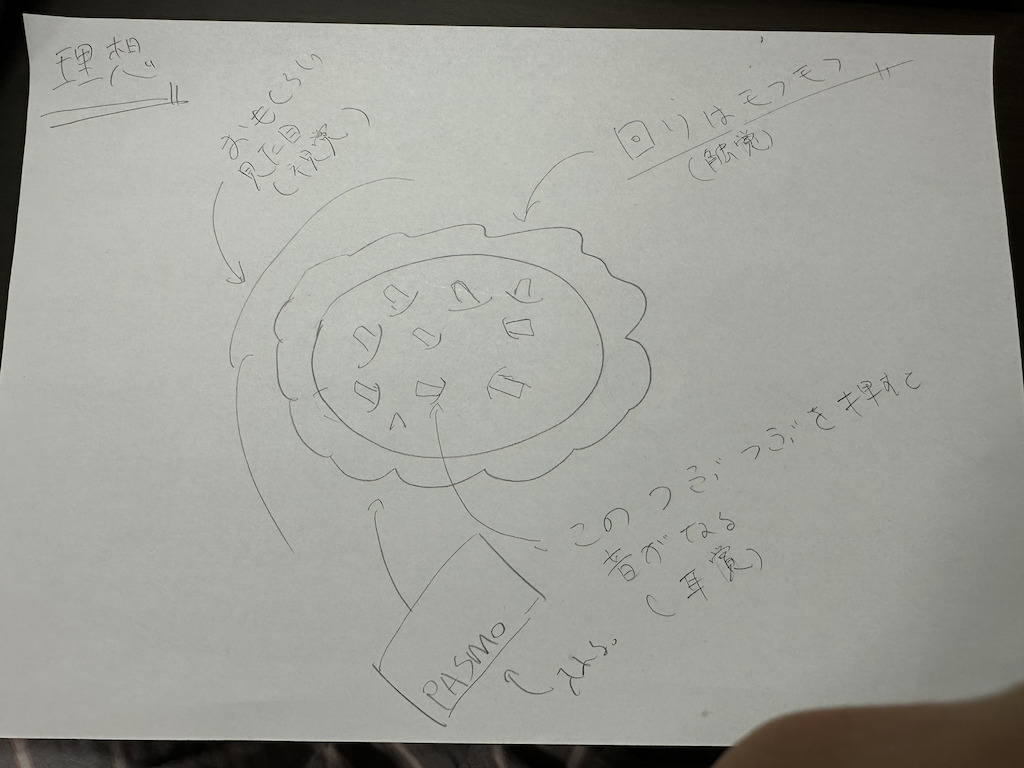 理想
おもしろい
見た目
(視覚)
回りはモフモフ
(触覚)
このつぶつぶを押すと
音がなる
(耳覚)
PASMO